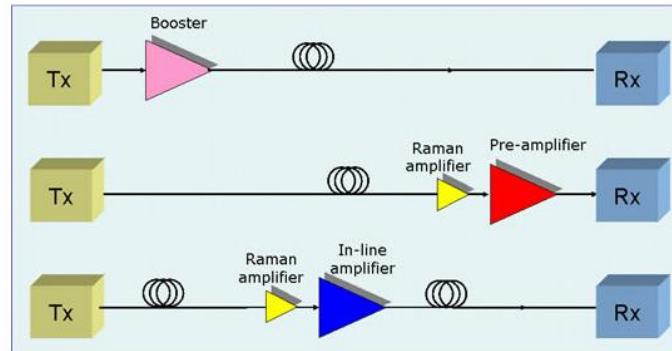 Booster
Tx
Rx
Raman
amplifier
Pre-amplifier
Tx
Rx
Raman
amplifier
In-line
amplifier
Tx
Rx